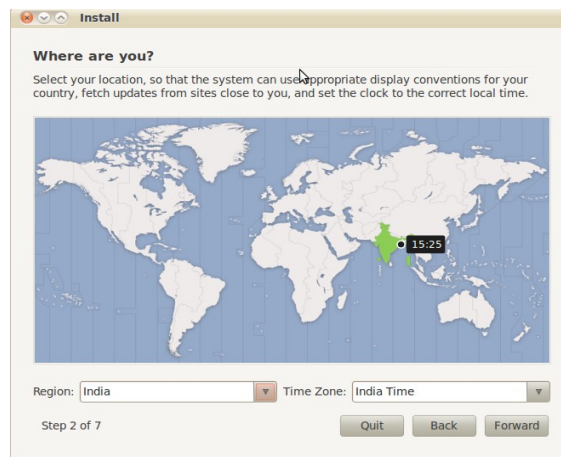 Install
Where are you?
Select your location, so that the system can use appropriate display conventions for your
country, fetch updates from sites close to you, and set the clock to the correct local time.
15:25
Region: India Time Zone: India Time
Step 2 of 7 Quit Back Forward